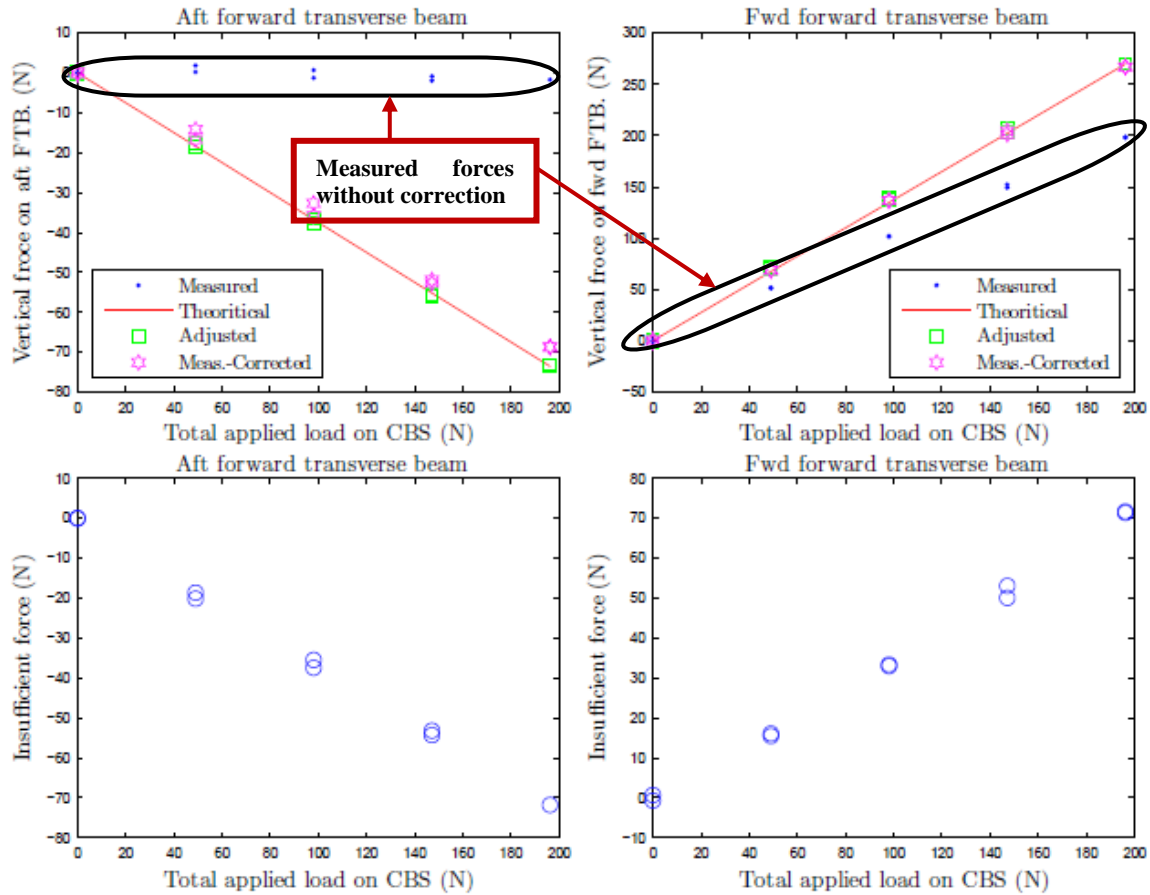 Aft forward transverse beam
Vertical froce on aft FTB. (N)
10
0
−10
−20
−30
−40
−50
−60
−70
−80
Measured
Theoritical
Adjusted
Meas.-Corrected
0 20 40 60 80 100 120 140 160 180 200
Total applied load on CBS (N)
Measured forces
without correction
Fwd forward transverse beam
Vertical froce on fwd FTB. (N)
300
250
200
150
100
50
0
−50
Measured
Theoritical
Adjusted
Meas.-Corrected
0 20 40 60 80 100 120 140 160 180 200
Total applied load on CBS (N)
Aft forward transverse beam
Insufficient force (N)
10
0
−10
−20
−30
−40
−50
−60
−70
−80
0 20 40 60 80 100 120 140 160 180 200
Total applied load on CBS (N)
Fwd forward transverse beam
Insufficient force (N)
80
70
60
50
40
30
20
10
0
−10
0 20 40 60 80 100 120 140 160 180 200
Total applied load on CBS (N)